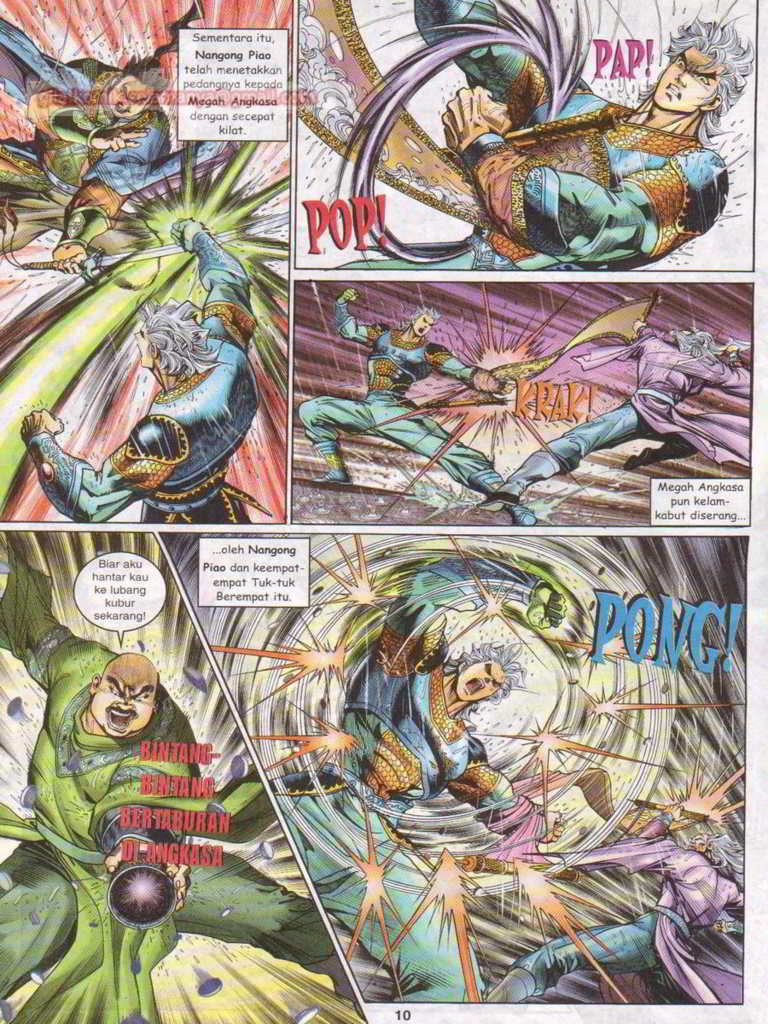 Sementara itu,
Nangong Piao
telah menetakkan
pedangnya kepada
Megah Angkasa
dengan secepat
kilat.
PAP!
POP!
KRAK!
Megah Angkasa
pun kelam-
kabut diserang...
Biar aku
hantar kau
ke lubang
kubur
sekarang!
BINTANG-
BINTANG
BERTABURAN
DI ANGKASA
...oleh Nangong
Piao dan keempat-
empat Tuk-tuk
Berempat itu.
PONG!
10